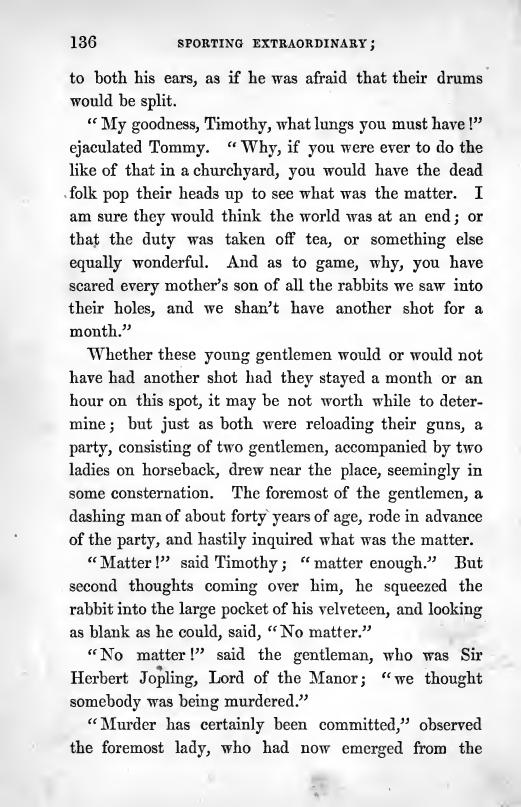 136 SPORTING EXTRAORDINARY;
to both his ears, as if he was afraid that their drums
would be split.
“My goodness, Timothy, what lungs you must have!”
ejaculated Tommy. “Why, if you were ever to do the
like of that in a churchyard, you would have the dead
folk pop their heads up to see what was the matter. I
am sure they would think the world was at an end; or
that the duty was taken off tea, or something else
equally wonderful. And as to game, why, you have
scared every mother’s son of all the rabbits we saw into
their holes, and we shan’t have another shot for a
month.”
Whether these young gentlemen would or would not
have had another shot had they stayed a month or an
hour on this spot, it may be not worth while to deter-
mine; but just as both were reloading their guns, a
party, consisting of two gentlemen, accompanied by two
ladies on horseback, drew near the place, seemingly in
some consternation. The foremost of the gentlemen, a
dashing man of about forty years of age, rode in advance
of the party, and hastily inquired what was the matter.
“Matter!” said Timothy; “matter enough.” But
second thoughts coming over him, he squeezed the
rabbit into the large pocket of his velveteen, and looking
as blank as he could, said, “No matter.”
“No matter!” said the gentleman, who was Sir
Herbert Jopling, Lord of the Manor; “we thought
somebody was being murdered.”
“Murder has certainly been committed,” observed
the foremost lady, who had now emerged from the